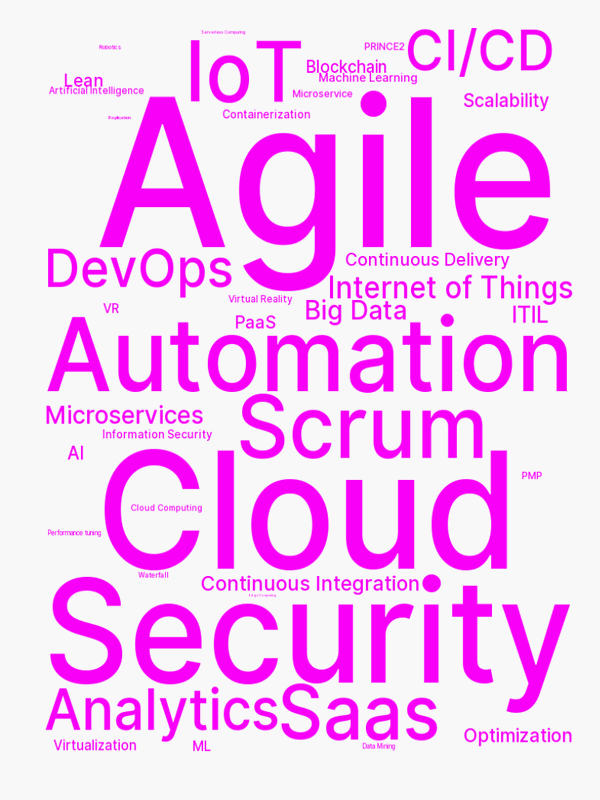 Serverless Computing
PRINCE2
CI/CD
Robotics
IoT
Blockchain
Lean
Machine Learning
Artificial Intelligence
Microservice
Scalability
Containerization
Replication
Agile
DevOps
Continuous Delivery
Internet of Things
Virtual Reality
VR
Big Data
ITIL
PaaS
Automation
Microservices
Scrum
Information Security
AI
PMP
Cloud
Cloud Computing
Performance tuning
Waterfall
Continuous Integration
Edge Computing
Security
Analytics
Saas
Optimization
Virtualization
ML
Data Mining